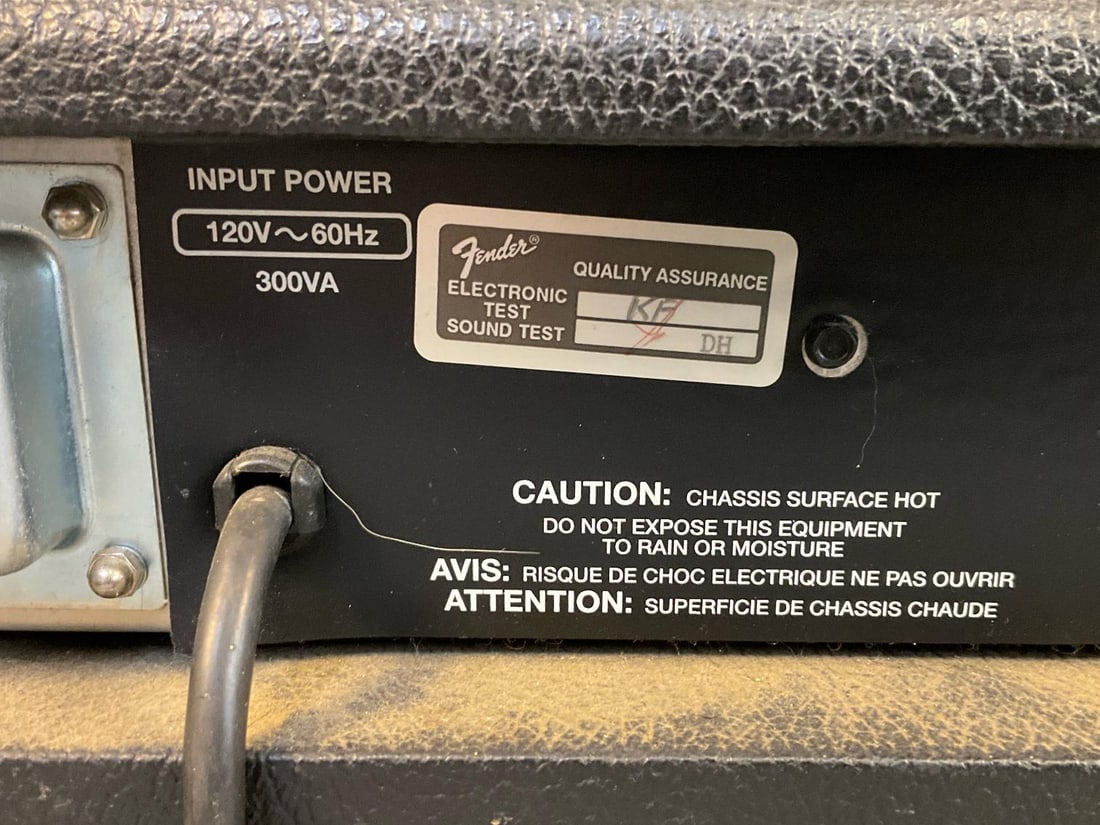 INPUT POWER
120V～60Hz
300VA
Fender®
QUALITY ASSURANCE
ELECTRONIC
TEST
KF
SOUND TEST
DH
CAUTION: CHASSIS SURFACE HOT
DO NOT EXPOSE THIS EQUIPMENT
TO RAIN OR MOISTURE
AVIS: RISQUE DE CHOC ELECTRIQUE NE PAS OUVRIR
ATTENTION: SUPERFICIE DE CHASSIS CHAUDE